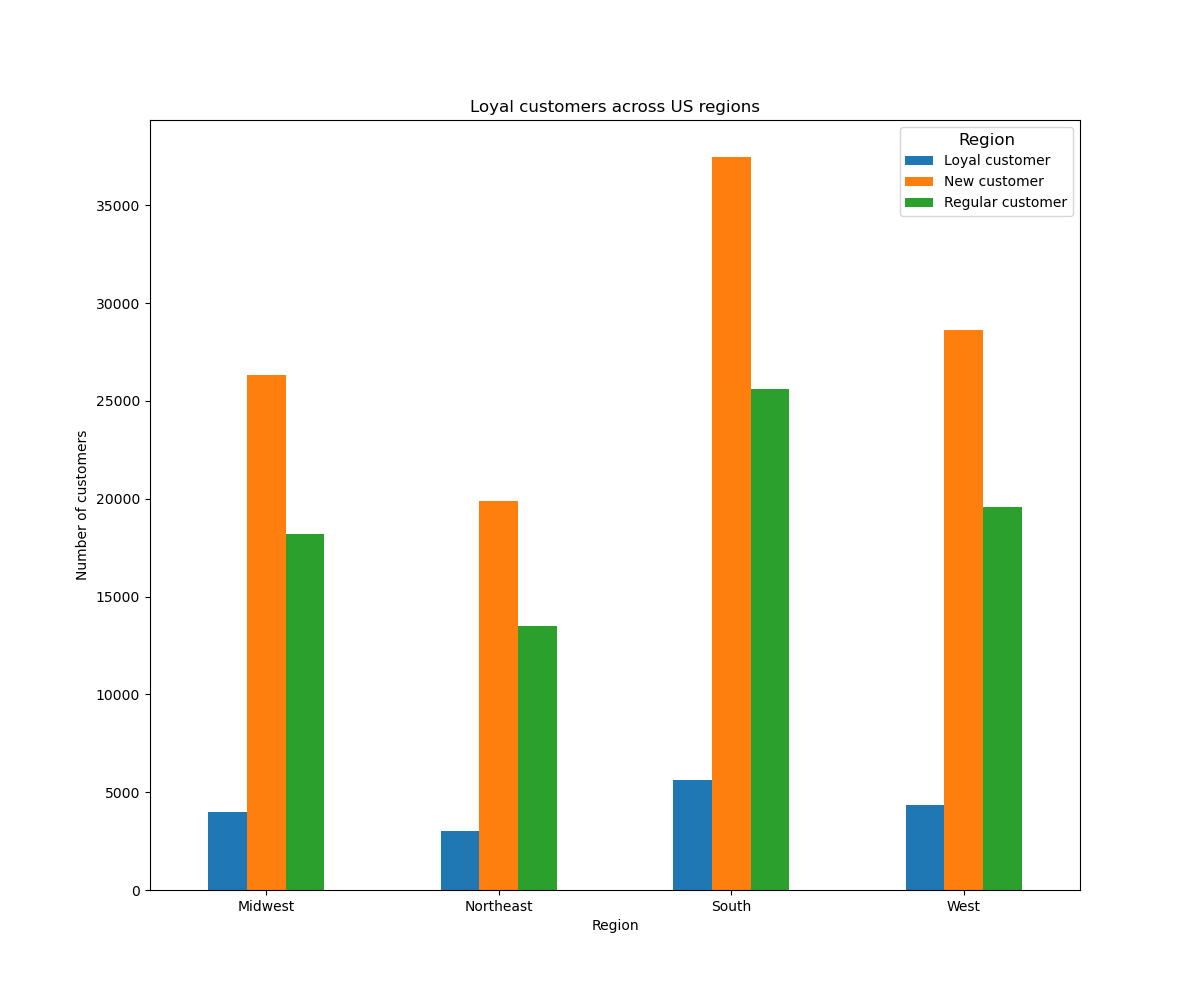 Loyal customers across US regions
Region
Loyal customer
New customer
Regular customer
Number of customers
35000
30000
25000
20000
15000
10000
5000
0
Midwest Northeast South West
Region